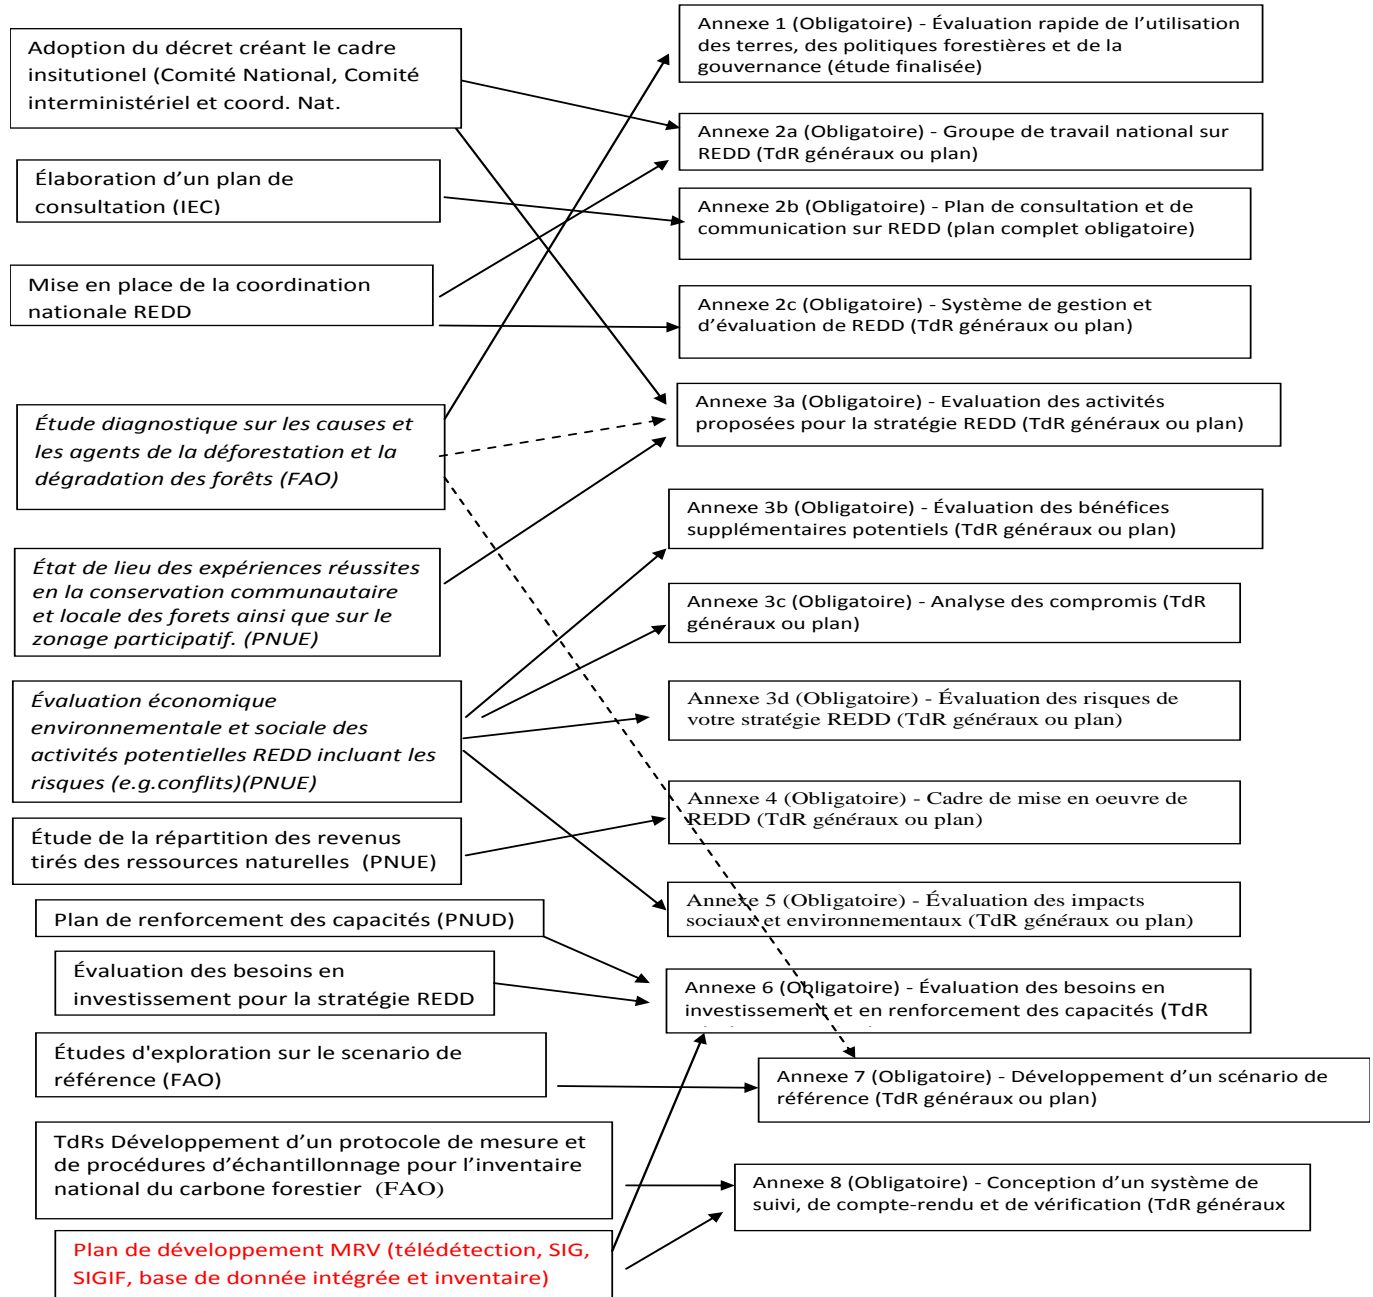 Adoption du décret créant le cadre
insitutionel (Comité National, Comité
interministériel et coord. Nat.
Élaboration d'un plan de
consultation (IEC)
Mise en place de la coordination
nationale REDD
Étude diagnostique sur les causes et
les agents de la déforestation et la
dégradation des forêts (FAO)
État de lieu des expériences réussites
en la conservation communautaire
et locale des forets ainsi que sur le
zonage participatif. (PNUE)
Évaluation économique
environnementale et sociale des
activités potentielles REDD incluant les
risques (e.g.conflits)(PNUE)
Étude de la répartition des revenus
tirés des ressources naturelles (PNUE)
Plan de renforcement des capacités (PNUD)
Évaluation des besoins en
investissement pour la stratégie REDD
Études d'exploration sur le scenario de
référence (FAO)
TdRs Développement d'un protocole de mesure et
de procédures d'échantillonnage pour l'inventaire
national du carbone forestier (FAO)
Plan de développement MRV (télédétection, SIG,
SIGIF, base de donnée intégrée et inventaire)
Annexe 1 (Obligatoire) - Évaluation rapide de l'utilisation
des terres, des politiques forestières et de la
gouvernance (étude finalisée)
Annexe 2a (Obligatoire) - Groupe de travail national sur
REDD (TdR généraux ou plan)
Annexe 2b (Obligatoire) - Plan de consultation et de
communication sur REDD (plan complet obligatoire)
Annexe 2c (Obligatoire) - Système de gestion et
d'évaluation de REDD (TdR généraux ou plan)
Annexe 3a (Obligatoire) - Evaluation des activités
proposées pour la stratégie REDD (TdR généraux ou plan)
Annexe 3b (Obligatoire) - Évaluation des bénéfices
supplémentaires potentiels (TdR généraux ou plan)
Annexe 3c (Obligatoire) - Analyse des compromis (TdR
généraux ou plan)
Annexe 3d (Obligatoire) - Évaluation des risques de
votre stratégie REDD (TdR généraux ou plan)
Annexe 4 (Obligatoire) - Cadre de mise en oeuvre de
REDD (TdR généraux ou plan)
Annexe 5 (Obligatoire) - Évaluation des impacts
sociaux et environnementaux (TdR généraux ou plan)
Annexe 6 (Obligatoire) - Évaluation des besoins en
investissement et en renforcement des capacités (TdR
Annexe 7 (Obligatoire) - Développement d'un scénario de
référence (TdR généraux ou plan)
Annexe 8 (Obligatoire) - Conception d'un système de
suivi, de compte-rendu et de vérification (TdR généraux